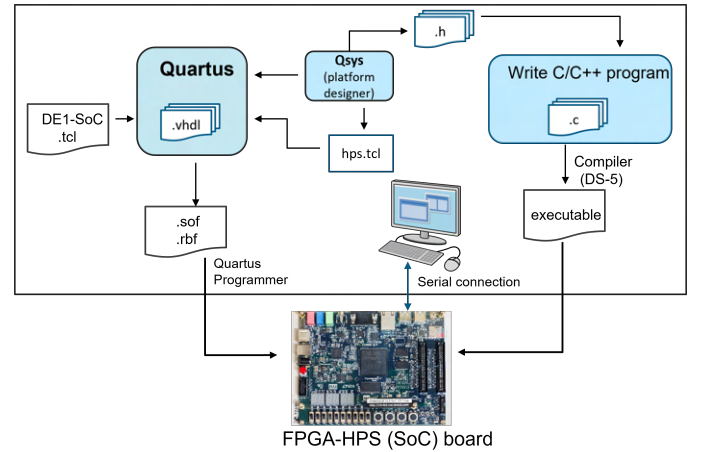 .h
Quartus
Qsys
(platform
designer)
Write C/C++ program
DE1-SoC
.tcl
.vhdl
.c
hps.tcl
Compiler
(DS-5)
.sof
.rbf
executable
Quartus
Programmer
Serial connection
FPGA-HPS (SoC) board